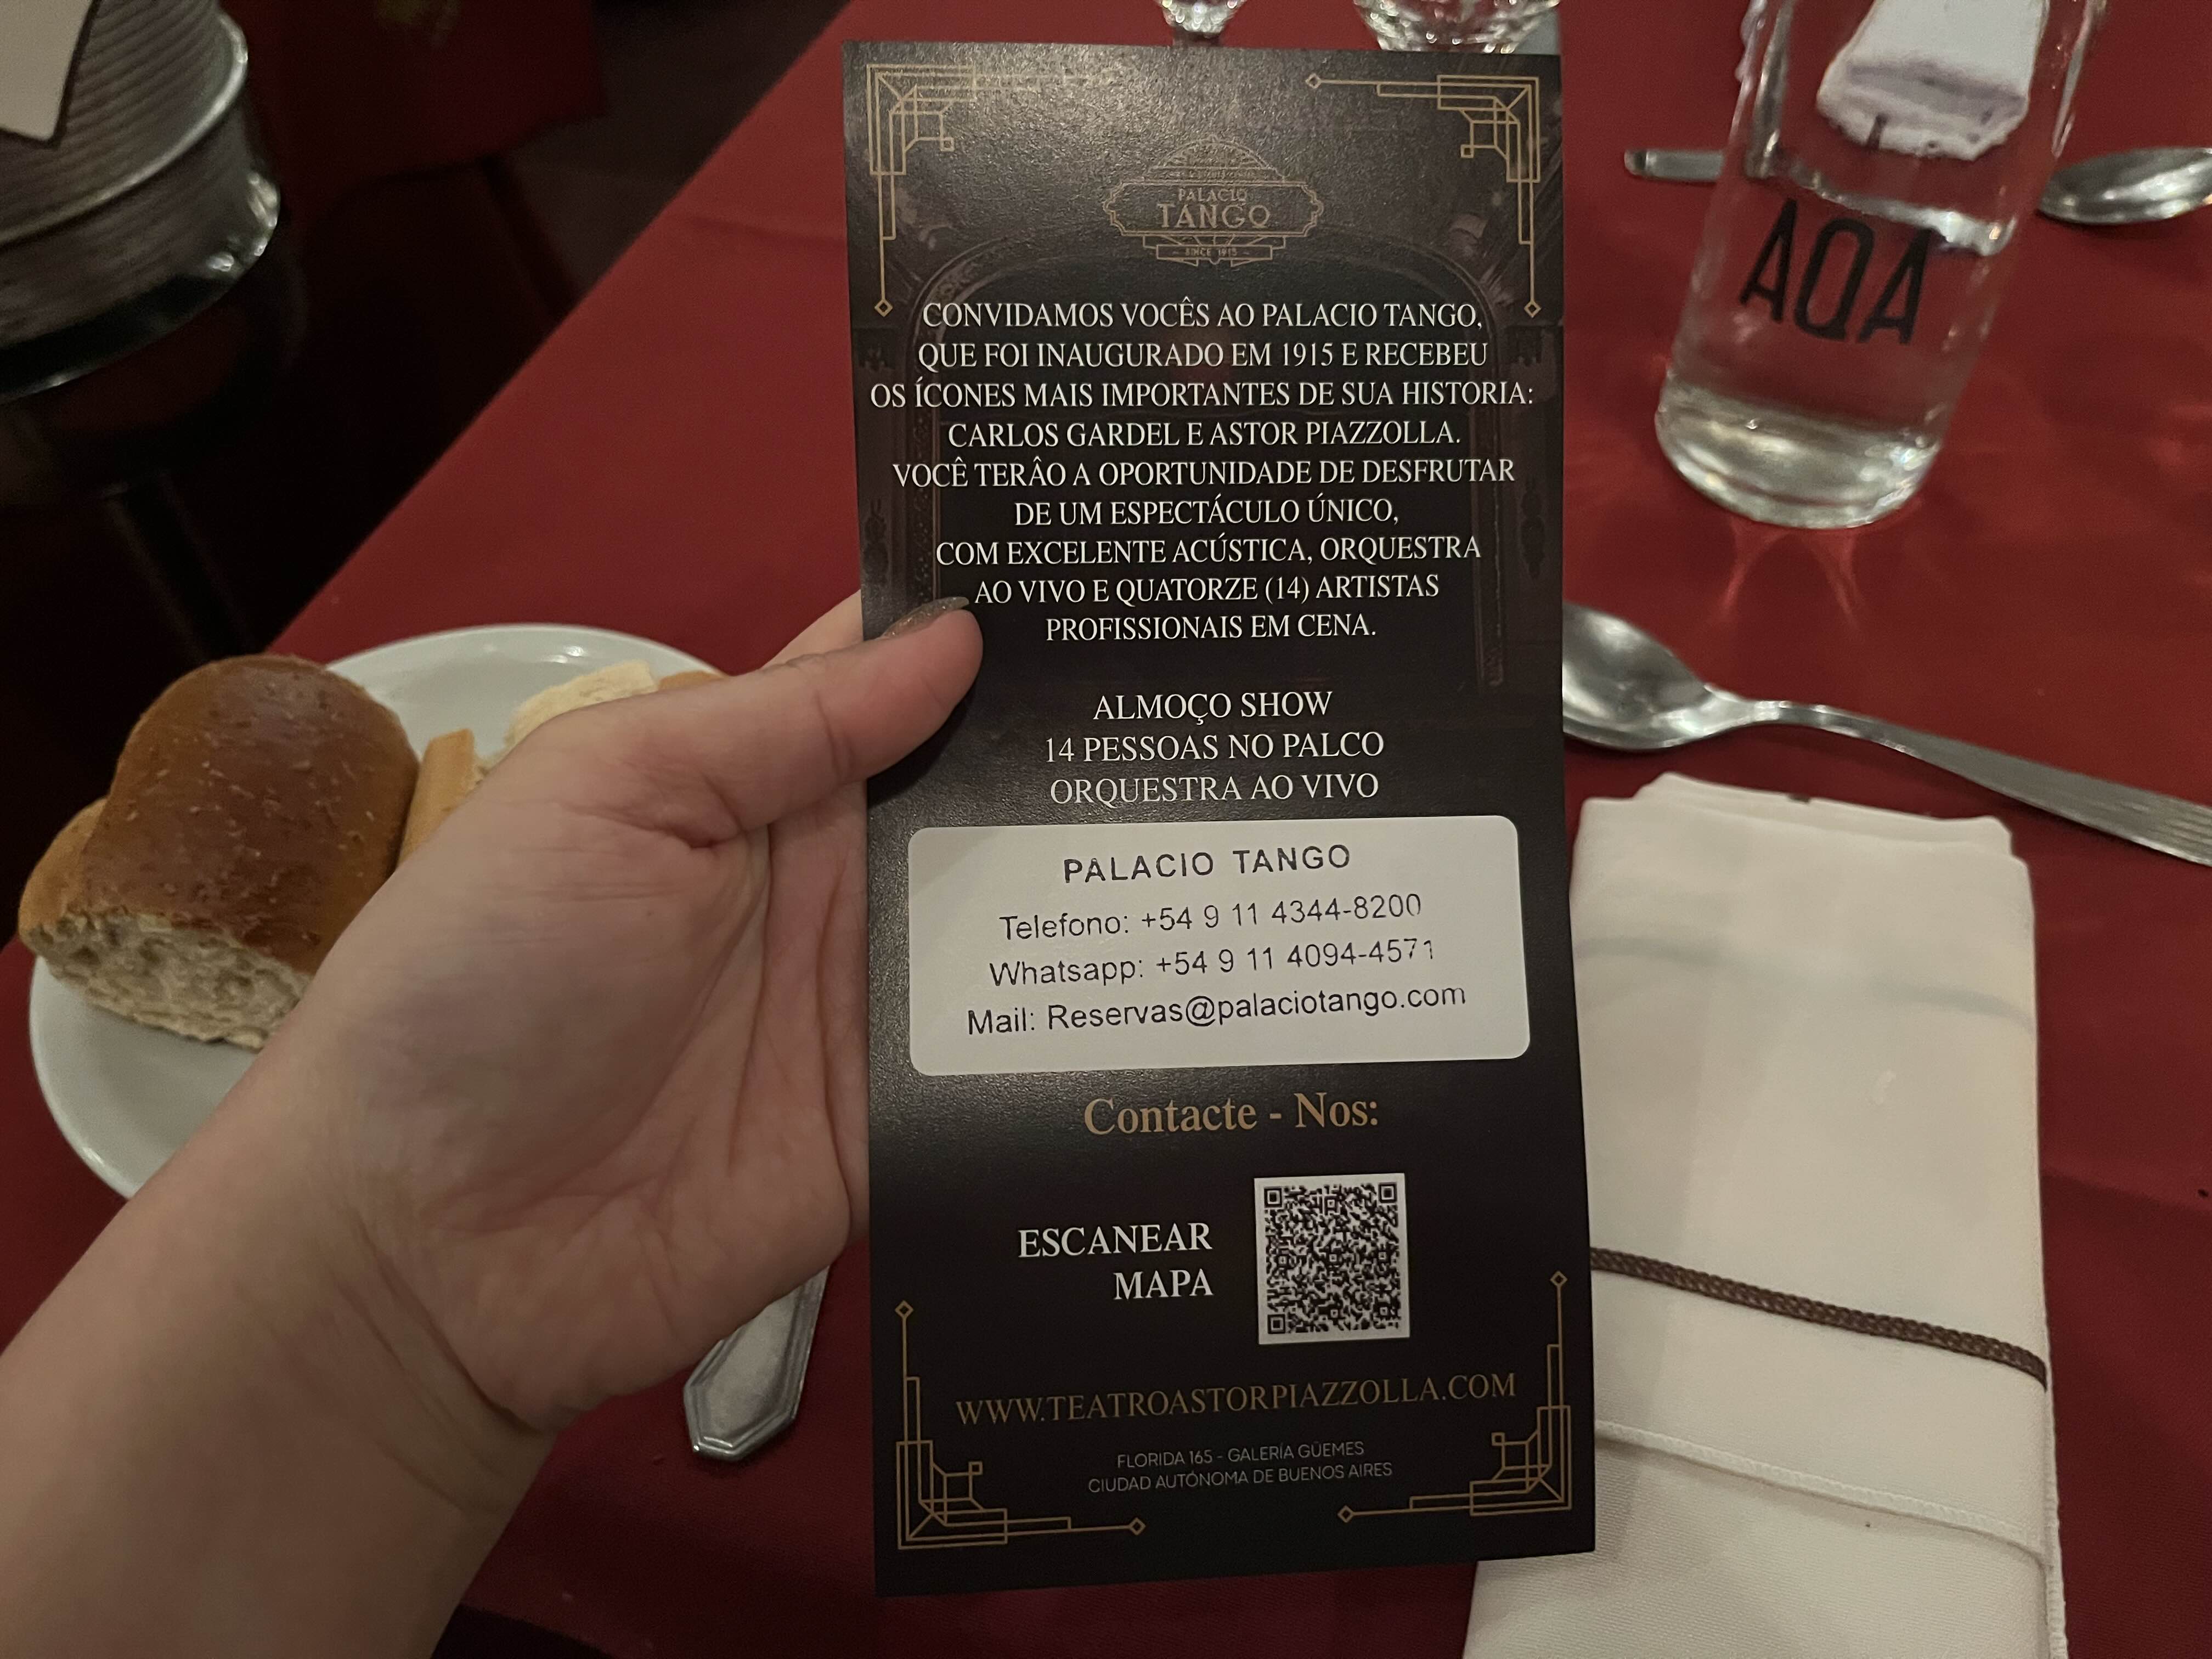 PALACIO
TANGO
SINCE 1915
CONVIDAMOS VOCÊS AO PALACIO TANGO,
QUE FOI INAUGURADO EM 1915 E RECEBEU
OS ÍCONES MAIS IMPORTANTES DE SUA HISTORIA:
CARLOS GARDEL E ASTOR PIAZZOLLA.
VOCÊ TERÂO A OPORTUNIDADE DE DESFRUTAR
DE UM ESPECTÁCULO ÚNICO,
COM EXCELENTE ACÚSTICA, ORQUESTRA
AO VIVO E QUATORZE (14) ARTISTAS
PROFISSIONAIS EM CENA.
ALMOÇO SHOW
14 PESSOAS NO PALCO
ORQUESTRA AO VIVO
PALACIO TANGO
Telefono: +54 9 11 4344-8200
Whatsapp: +54 9 11 4094-4571
Mail: Reservas@palaciotango.com
Contacte - Nos:
ESCANEAR
MAPA
WWW.TEATROASTORPIAZZOLLA.COM
FLORIDA 165 - GALERÍA GÜEMES
CIUDAD AUTÓNOMA DE BUENOS AIRES
AQA